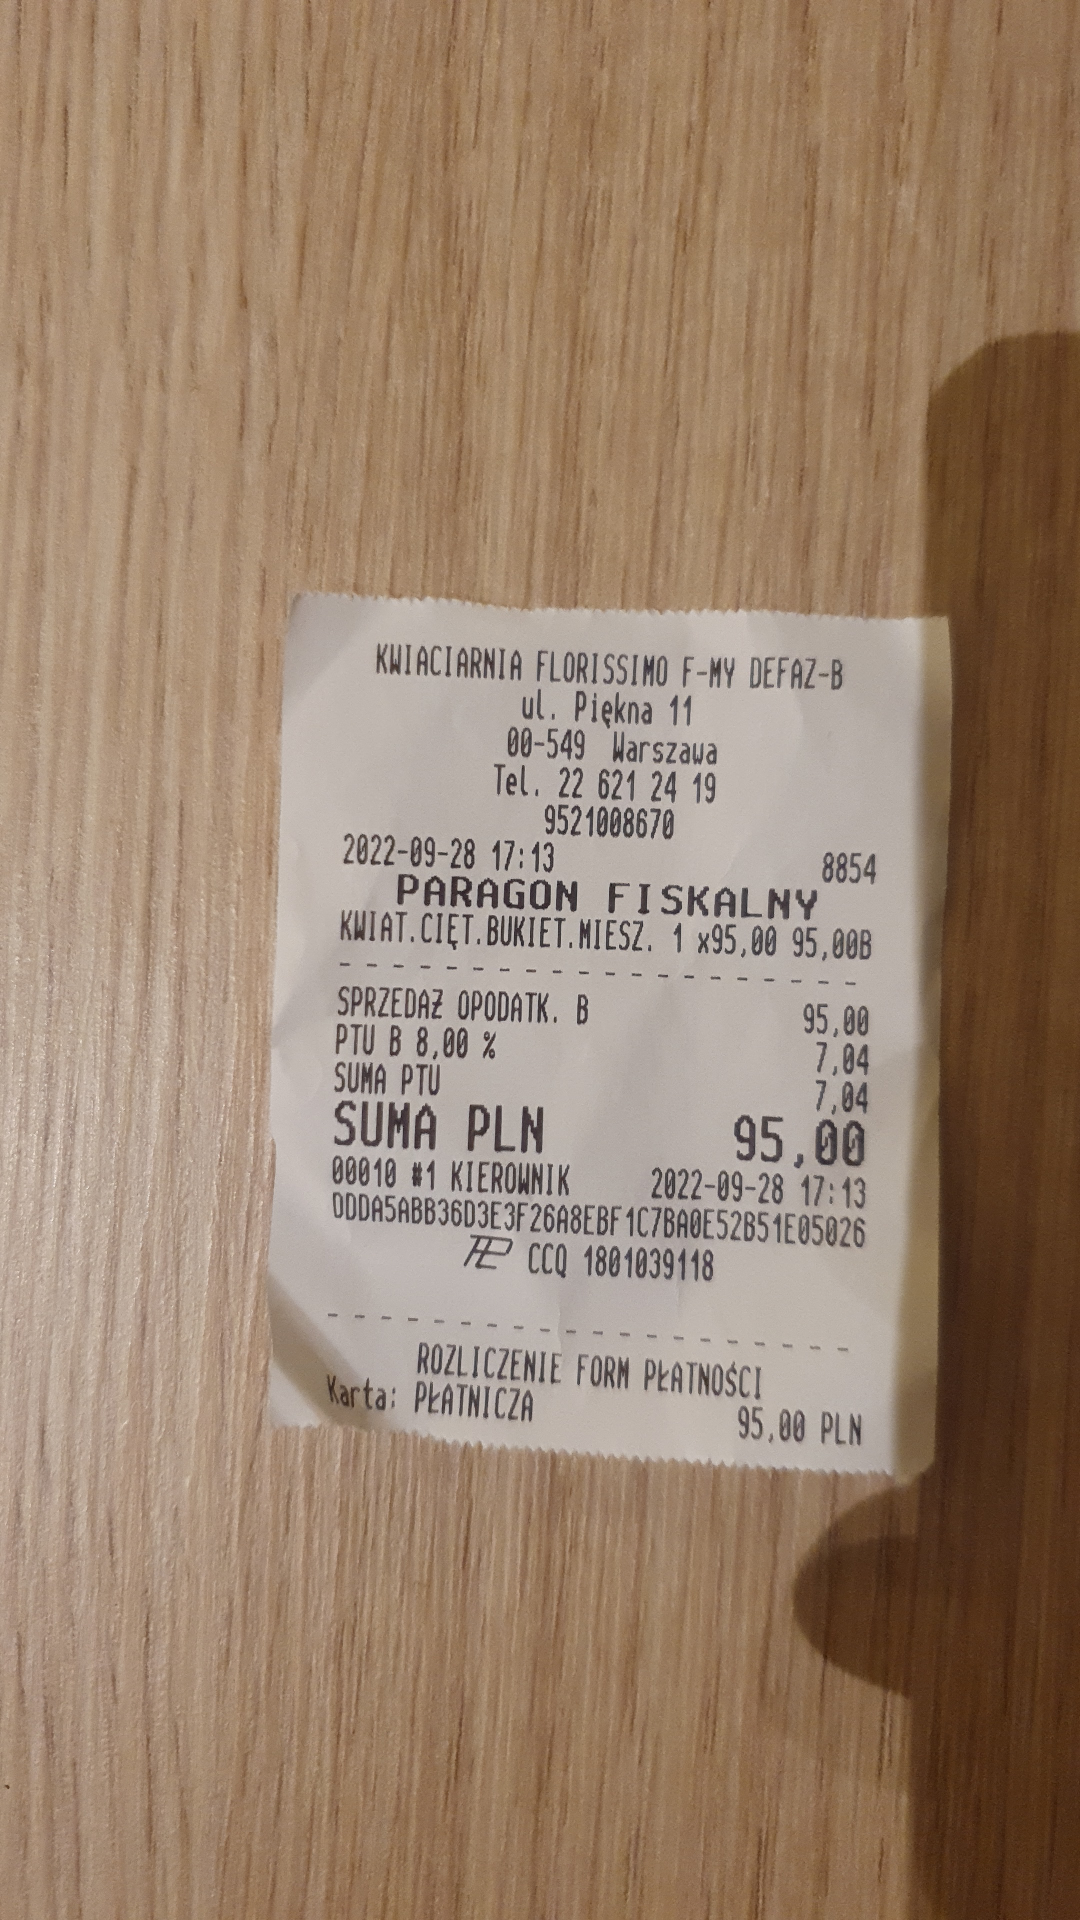 KWIACIARNIA FLORISSIMO F-MY DEFAZ-B
ul. Piękna 11
00-549 Warszawa
Tel. 22 621 24 19
9521008670
2022-09-28 17:13 8854
PARAGON FISKALNY
KWIAT.CIĘT.BUKIET.MIESZ. 1 x95,00 95,00B
SPRZEDAŻ OPODATK. B 95,00
PTU B 8,00 % 7,04
SUMA PTU 7,04
SUMA PLN 95,00
00010 #1 KIEROWNIK 2022-09-28 17:13
DDDA5ABB36D3E3F26A8EBF1C7BA0E52B51E05026
CCQ 1801039118
ROZLICZENIE FORM PŁATNOŚCI
Karta: PŁATNICZA 95,00 PLN